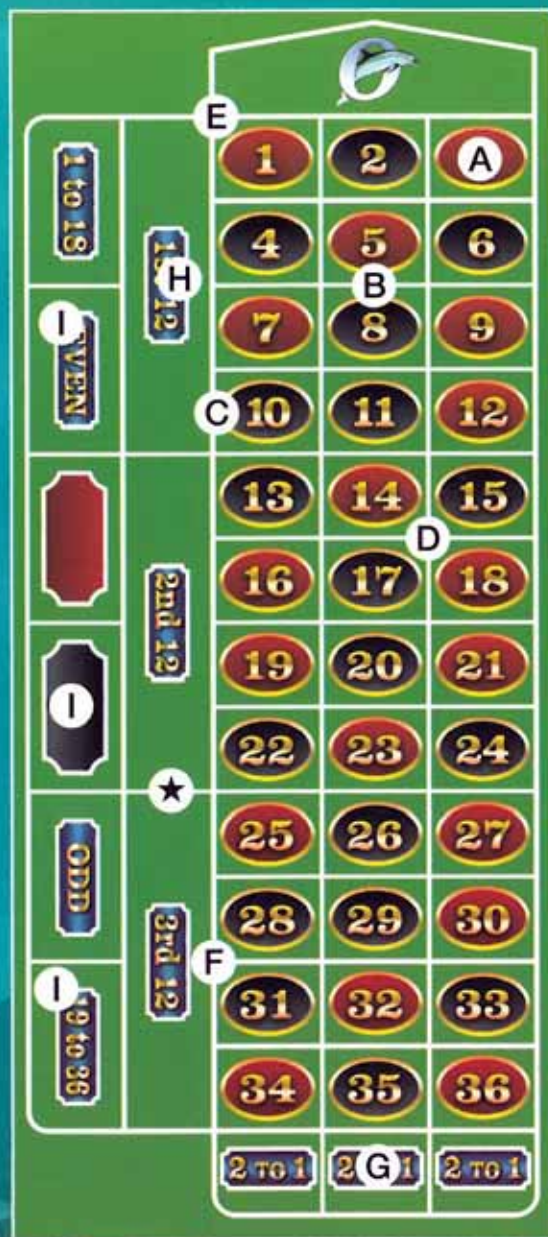 0
E
1 2 A
1 to 18
4 5 6
H
B
I
EVEN
7 8 9
C 10 11 12
13 14 15
D
16 17 18
2nd 12
19 20 21
I
22 23 24
★
25 26 27
ODD
28 29 30
3rd 12
F
I
19 to 36
31 32 33
34 35 36
2 TO 1 G 2 TO 1